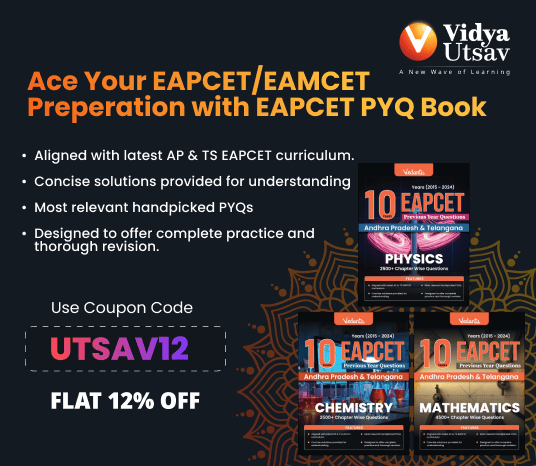 Vidya
Utsav
A New Wave of Learning
Ace Your EAPCET/EAMCET
Preperation with EAPCET PYQ Book
• Aligned with latest AP & TS EAPCET curriculum.
• Concise solutions provided for understanding
• Most relevant handpicked PYQs
• Designed to offer complete practice and
thorough revision.
Use Coupon Code
UTSAV12
FLAT 12% OFF
Vedantu
Years (2015 - 2024)
10 EAPCET
Previous Year Questions
Andhra Pradesh & Telangana
PHYSICS
2500+ Chapter Wise Questions
FEATURES
Vedantu
Years (2015 - 2024)
10 EAPCET
Previous Year Questions
Andhra Pradesh & Telangana
CHEMISTRY
2500+ Chapter Wise Questions
FEATURES
Vedantu
Years (2015 - 2024)
10 EAPCET
Previous Year Questions
Andhra Pradesh & Telangana
MATHEMATICS
4500+ Chapter Wise Questions
FEATURES